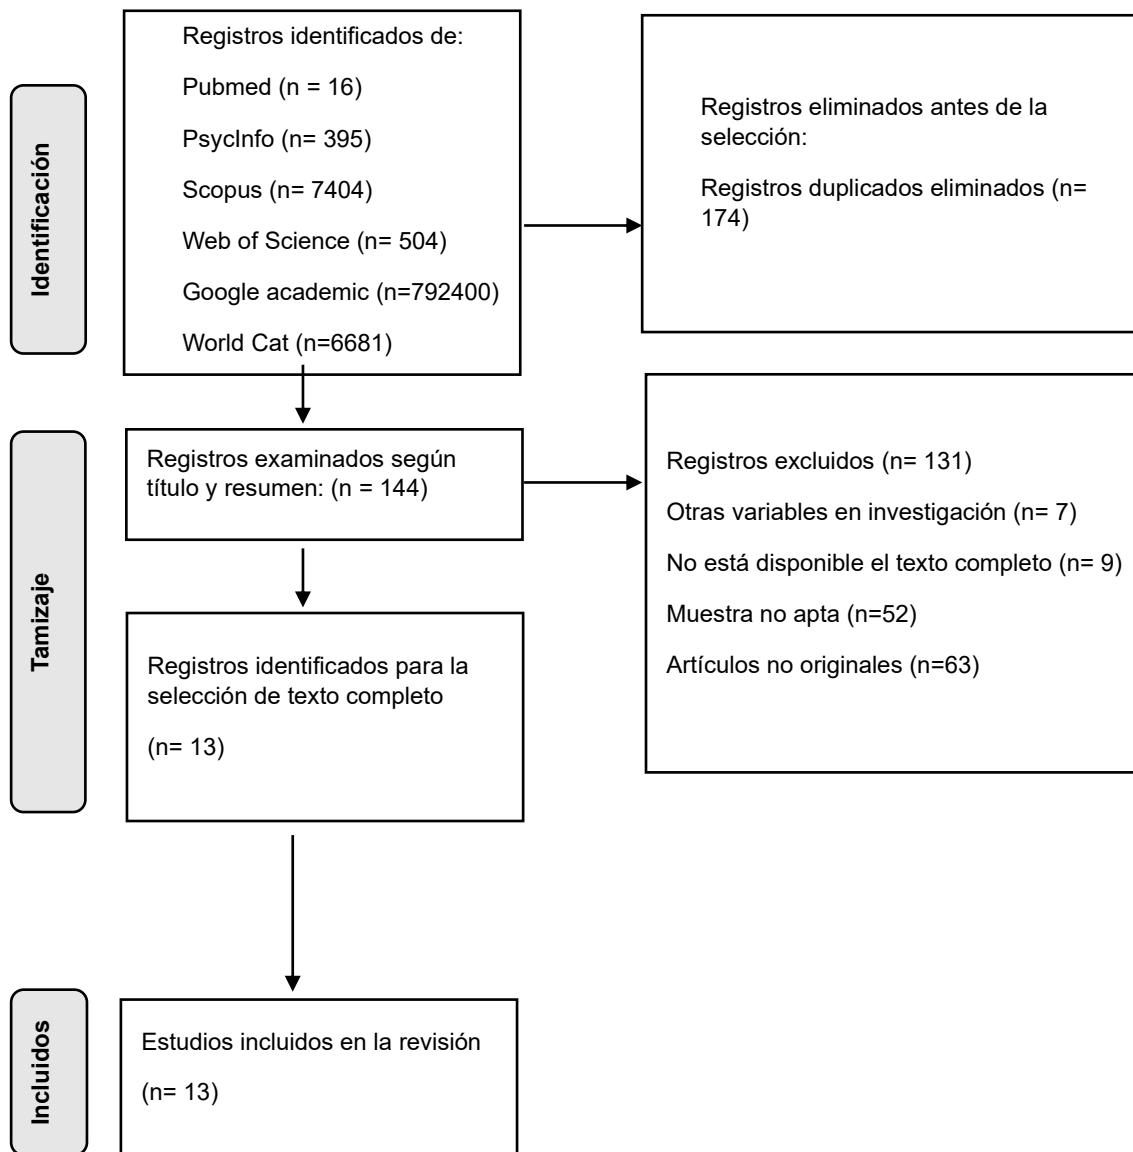 Identificación
Registros identificados de:
Pubmed (n = 16)
PsycInfo (n= 395)
Scopus (n= 7404)
Web of Science (n= 504)
Google academic (n=792400)
World Cat (n=6681)
Registros eliminados antes de la
selección:
Registros duplicados eliminados (n=
174)
Tamizaje
Registros examinados según
título y resumen: (n = 144)
Registros excluidos (n= 131)
Otras variables en investigación (n= 7)
No está disponible el texto completo (n= 9)
Muestra no apta (n=52)
Artículos no originales (n=63)
Registros identificados para la
selección de texto completo
(n= 13)
Incluidos
Estudios incluidos en la revisión
(n= 13)